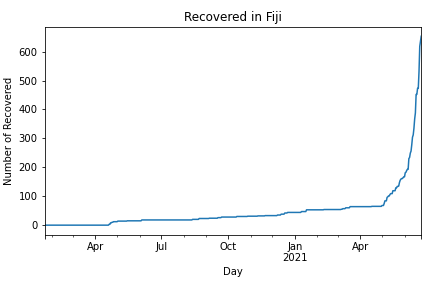 Recovered in Fiji
Number of Recovered
600
500
400
300
200
100
0
Apr
Jul
Oct
Jan
2021
Apr
Day